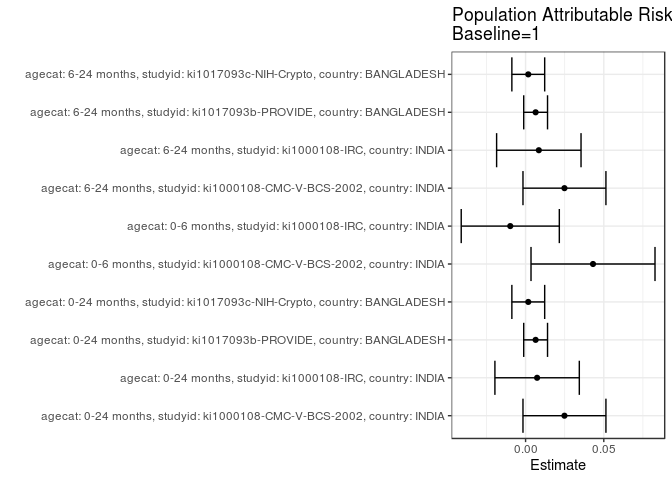 Population Attributable Risk
Baseline=1
agecat: 6-24 months, studyid: ki1017093c-NIH-Crypto, country: BANGLADESH
agecat: 6-24 months, studyid: ki1017093b-PROVIDE, country: BANGLADESH
agecat: 6-24 months, studyid: ki1000108-IRC, country: INDIA
agecat: 6-24 months, studyid: ki1000108-CMC-V-BCS-2002, country: INDIA
agecat: 0-6 months, studyid: ki1000108-IRC, country: INDIA
agecat: 0-6 months, studyid: ki1000108-CMC-V-BCS-2002, country: INDIA
agecat: 0-24 months, studyid: ki1017093c-NIH-Crypto, country: BANGLADESH
agecat: 0-24 months, studyid: ki1017093b-PROVIDE, country: BANGLADESH
agecat: 0-24 months, studyid: ki1000108-IRC, country: INDIA
agecat: 0-24 months, studyid: ki1000108-CMC-V-BCS-2002, country: INDIA
0.00 0.05
Estimate